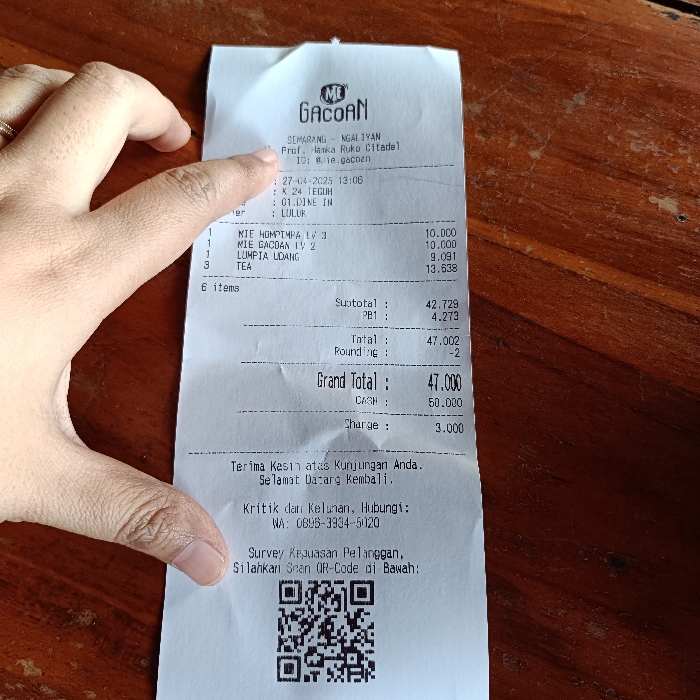 MIE
GACOAN
SEMARANG - NGALIYAN
Prof. Hamka Ruko Citadel
IG: @mie.gacoan
: 27-04-2025 13:06
: K 24 TEGUH
: 01.DINE IN
: LULUK
1 MIE HOMPIMPA LV 3 10.000
1 MIE GACOAN LV 2 10.000
1 LUMPIA UDANG 9.091
3 TEA 13.638
6 items
Subtotal : 42.729
PB1 : 4.273
Total : 47.002
Rounding : -2
Grand Total : 47.000
CASH : 50.000
Change : 3.000
Terima Kasih atas Kunjungan Anda.
Selamat Datang Kembali.
Kritik dan Keluhan, Hubungi:
WA: 0896-3934-5020
Survey Kepuasan Pelanggan,
Silahkan Scan QR-Code di Bawah: